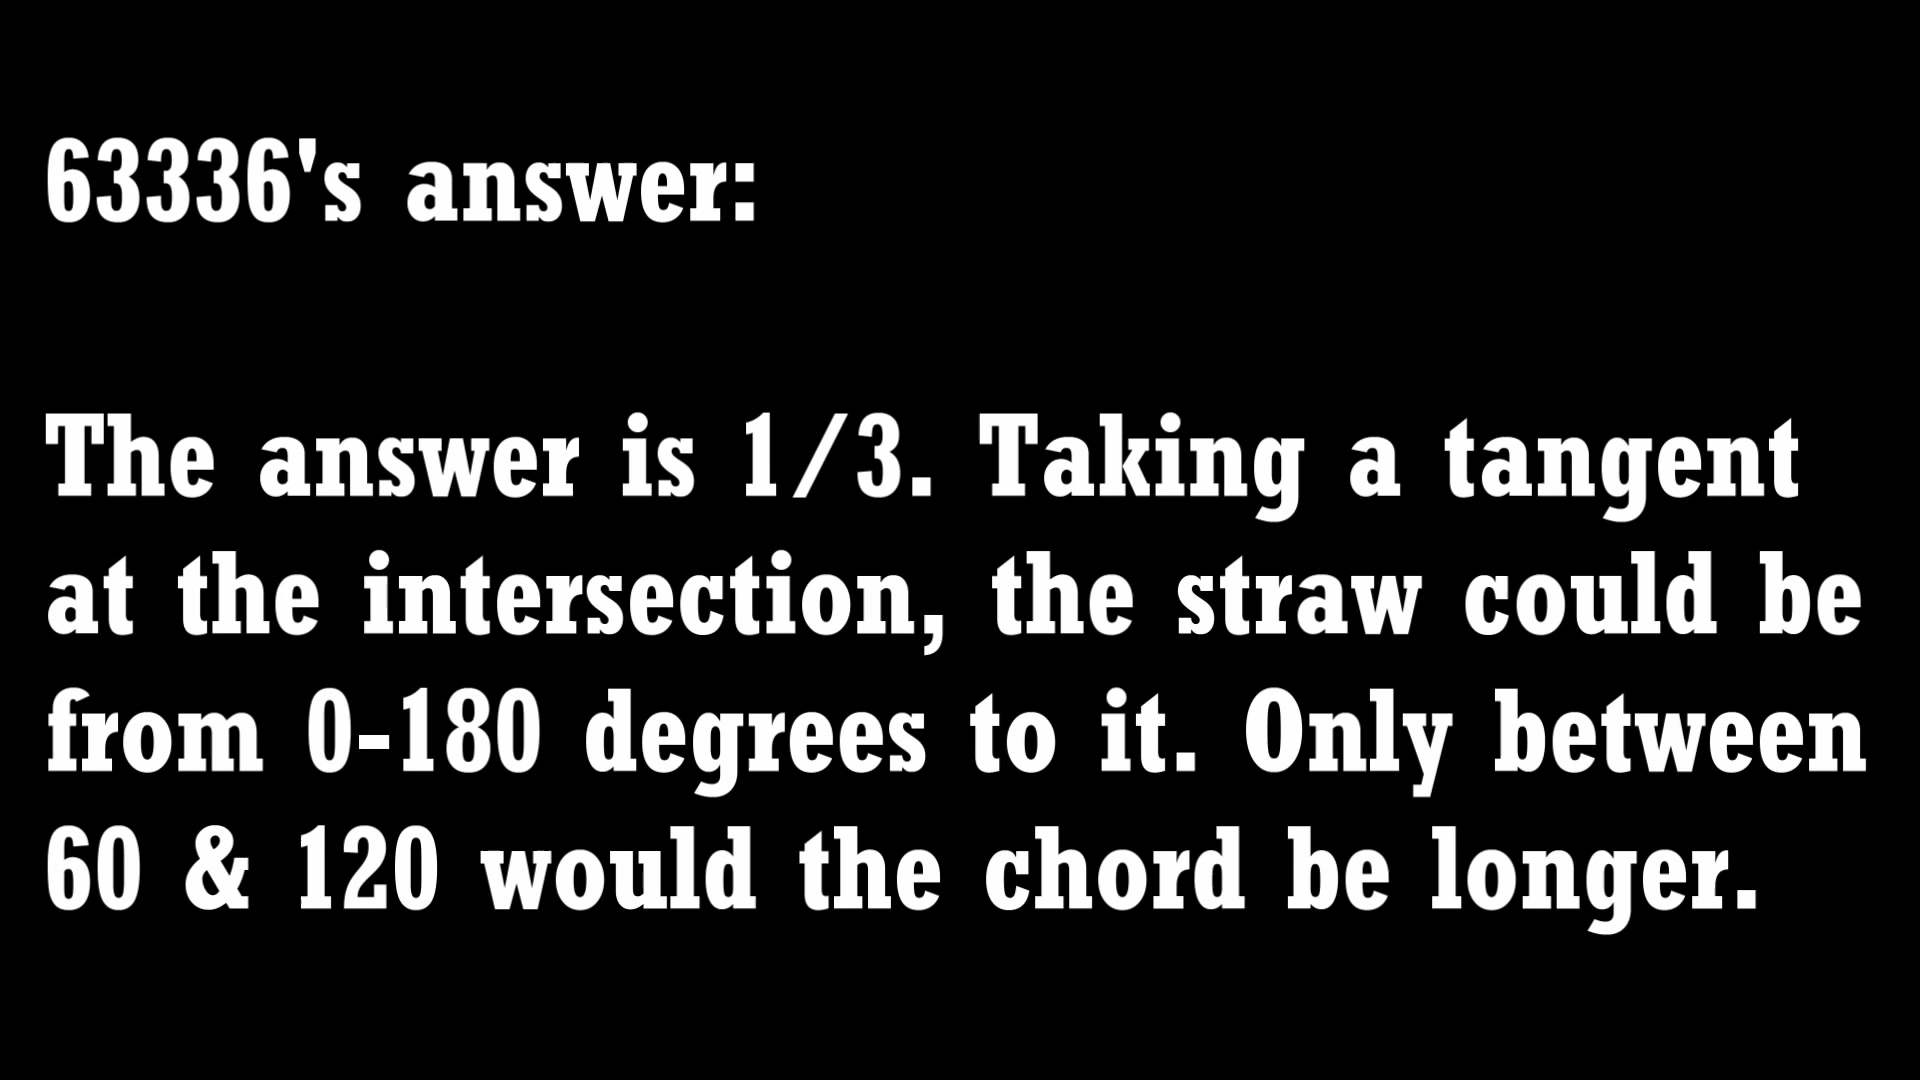 63336's answer:
The answer is 1/3. Taking a tangent
at the intersection, the straw could be
from 0-180 degrees to it. Only between
60 & 120 would the chord be longer.